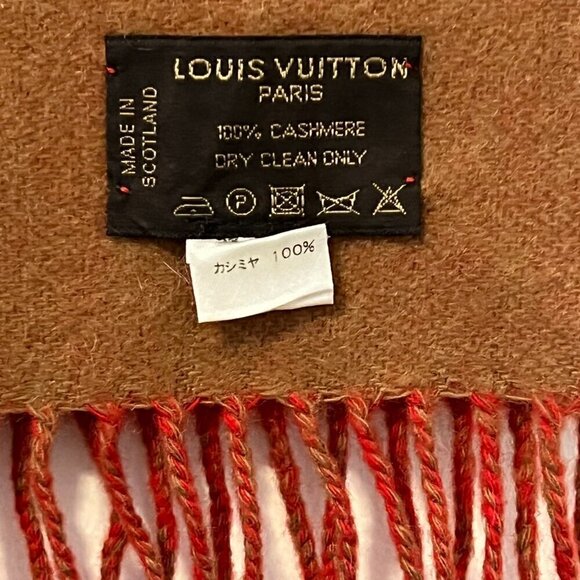 LOUIS VUITTON
PARIS
MADE IN
SCOTLAND
100% CASHMERE
DRY CLEAN ONLY
P
カシミヤ 100%